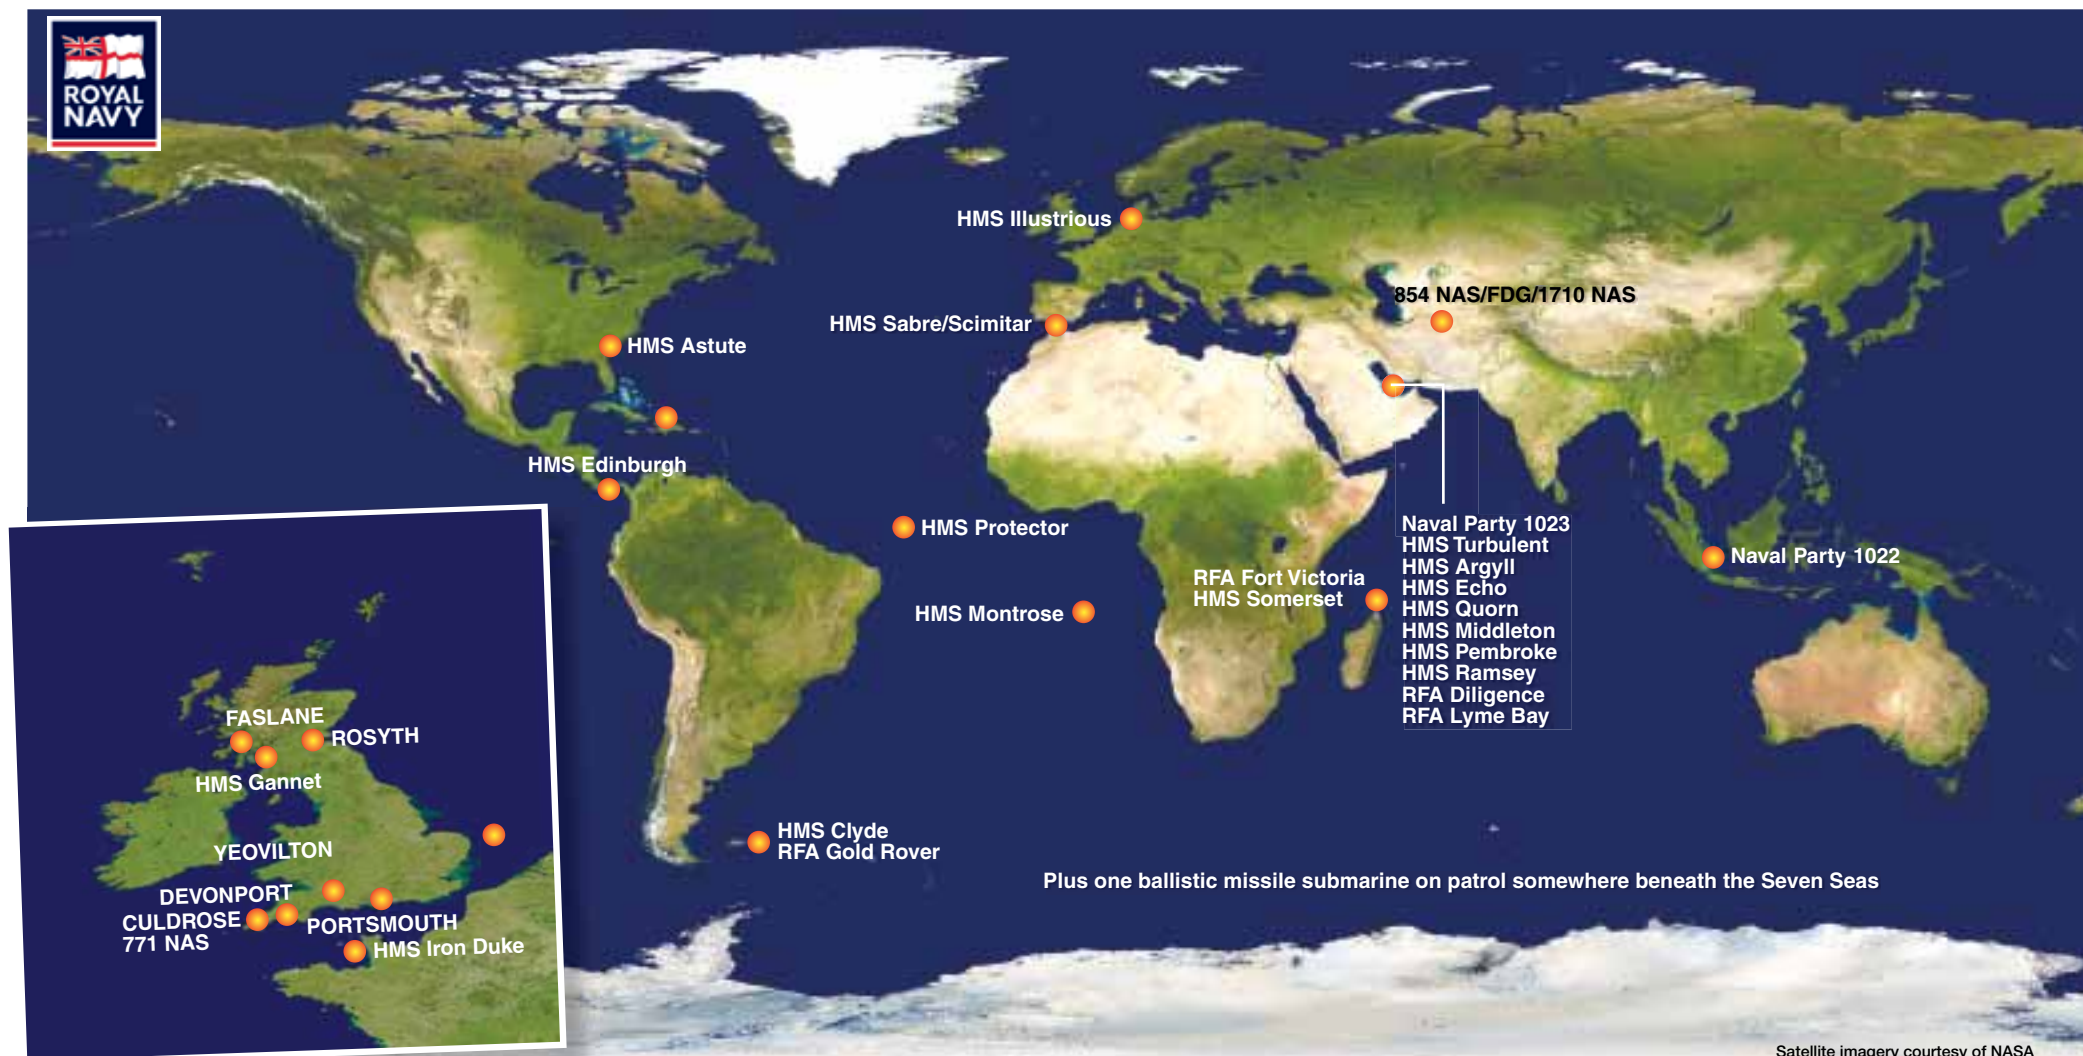 ROYAL
NAVY
HMS Illustrious
854 NAS/FDG/1710 NAS
HMS Sabre/Scimitar
HMS Astute
HMS Edinburgh
HMS Protector
Naval Party 1023
HMS Turbulent
HMS Argyll
HMS Echo
HMS Quorn
HMS Middleton
HMS Pembroke
HMS Ramsey
RFA Diligence
RFA Lyme Bay
Naval Party 1022
RFA Fort Victoria
HMS Somerset
HMS Montrose
HMS Clyde
RFA Gold Rover
Plus one ballistic missile submarine on patrol somewhere beneath the Seven Seas
FASLANE
ROSYTH
HMS Gannet
YEOVILTON
DEVONPORT
CULDROSE
771 NAS
PORTSMOUTH
HMS Iron Duke
Satellite imagery courtesy of NASA